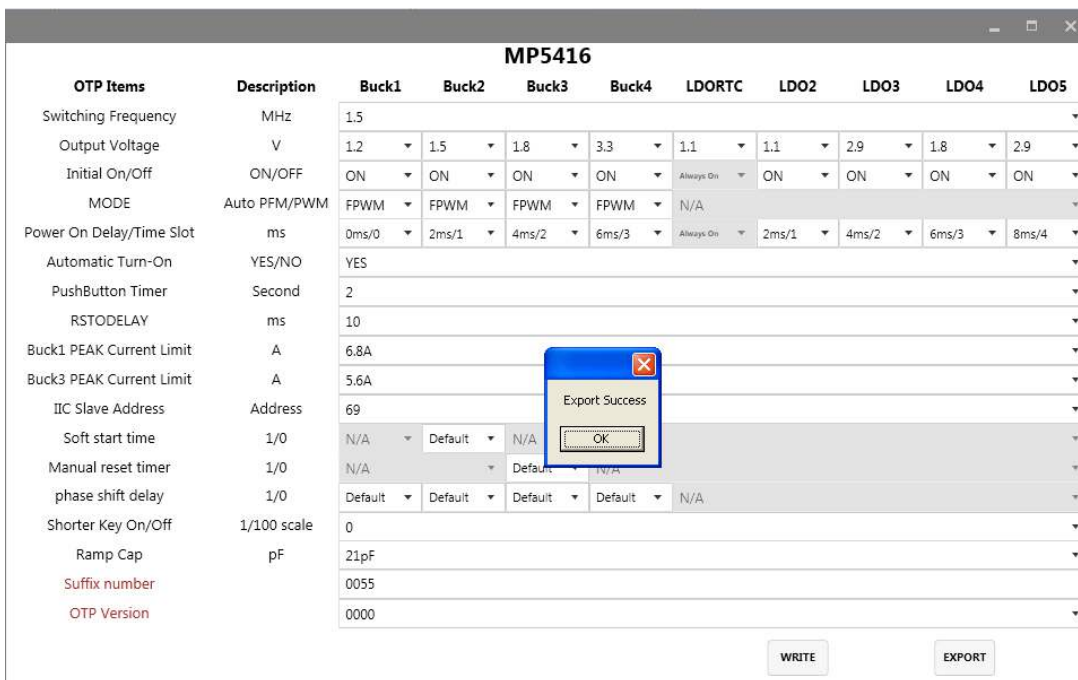 MP5416
OTP Items Description Buck1 Buck2 Buck3 Buck4 LDORTC LDO2 LDO3 LDO4 LDO5
Switching Frequency MHz 1.5
Output Voltage V 1.2 1.5 1.8 3.3 1.1 1.1 2.9 1.8 2.9
Initial On/Off ON/OFF ON ON ON ON Always On ON ON ON ON
MODE Auto PFM/PWM FPWM FPWM FPWM FPWM N/A
Power On Delay/Time Slot ms 0ms/0 2ms/1 4ms/2 6ms/3 Always On 2ms/1 4ms/2 6ms/3 8ms/4
Automatic Turn-On YES/NO YES
PushButton Timer Second 2
RSTODELAY ms 10
Buck1 PEAK Current Limit A 6.8A
Buck3 PEAK Current Limit A 5.6A
Export Success
IIC Slave Address Address 69
Soft start time 1/0 N/A Default N/A OK
Manual reset timer 1/0 N/A Default N/A
phase shift delay 1/0 Default Default Default Default N/A
Shorter Key On/Off 1/100 scale 0
Ramp Cap pF 21pF
Suffix number 0055
OTP Version 0000
WRITE EXPORT